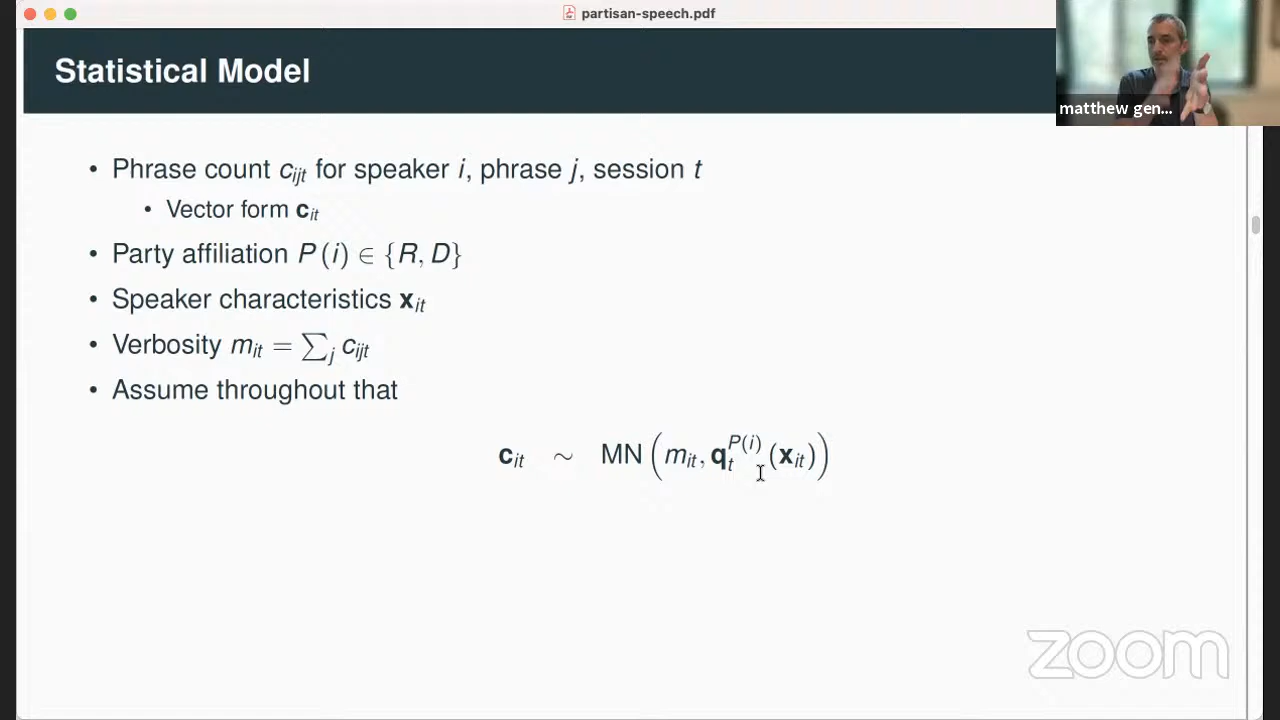 partisan-speech.pdf
Statistical Model
matthew gen...
• Phrase count c_ijt for speaker i, phrase j, session t
• Vector form c_it
• Party affiliation P(i) ∈ {R, D}
• Speaker characteristics x_it
• Verbosity m_it = ∑_j c_ijt
• Assume throughout that
c_it ∼ MN(m_it, q_t^P(i)(x_it))
zoom